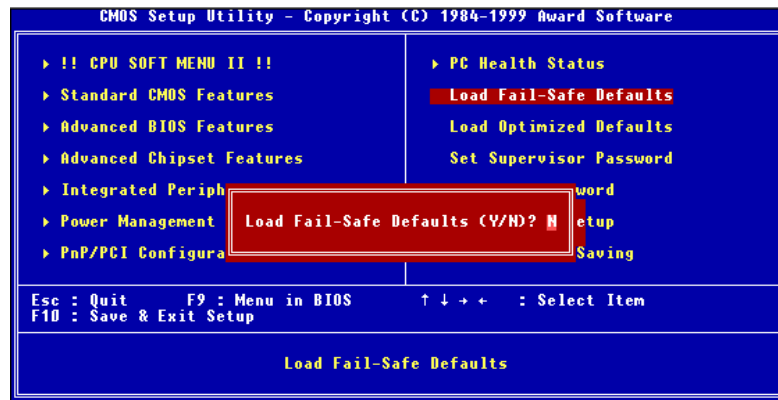 CMOS Setup Utility - Copyright (C) 1984-1999 Award Software
▸ !! CPU SOFT MENU II !!
▸ Standard CMOS Features
▸ Advanced BIOS Features
▸ Advanced Chipset Features
▸ Integrated Periph
▸ Power Management
▸ PnP/PCI Configura
▸ PC Health Status
Load Fail-Safe Defaults
Load Optimized Defaults
Set Supervisor Password
word
etup
Saving
Load Fail-Safe Defaults (Y/N)? N
Esc : Quit F9 : Menu in BIOS ↑ ↓ → ← : Select Item
F10 : Save & Exit Setup
Load Fail-Safe Defaults